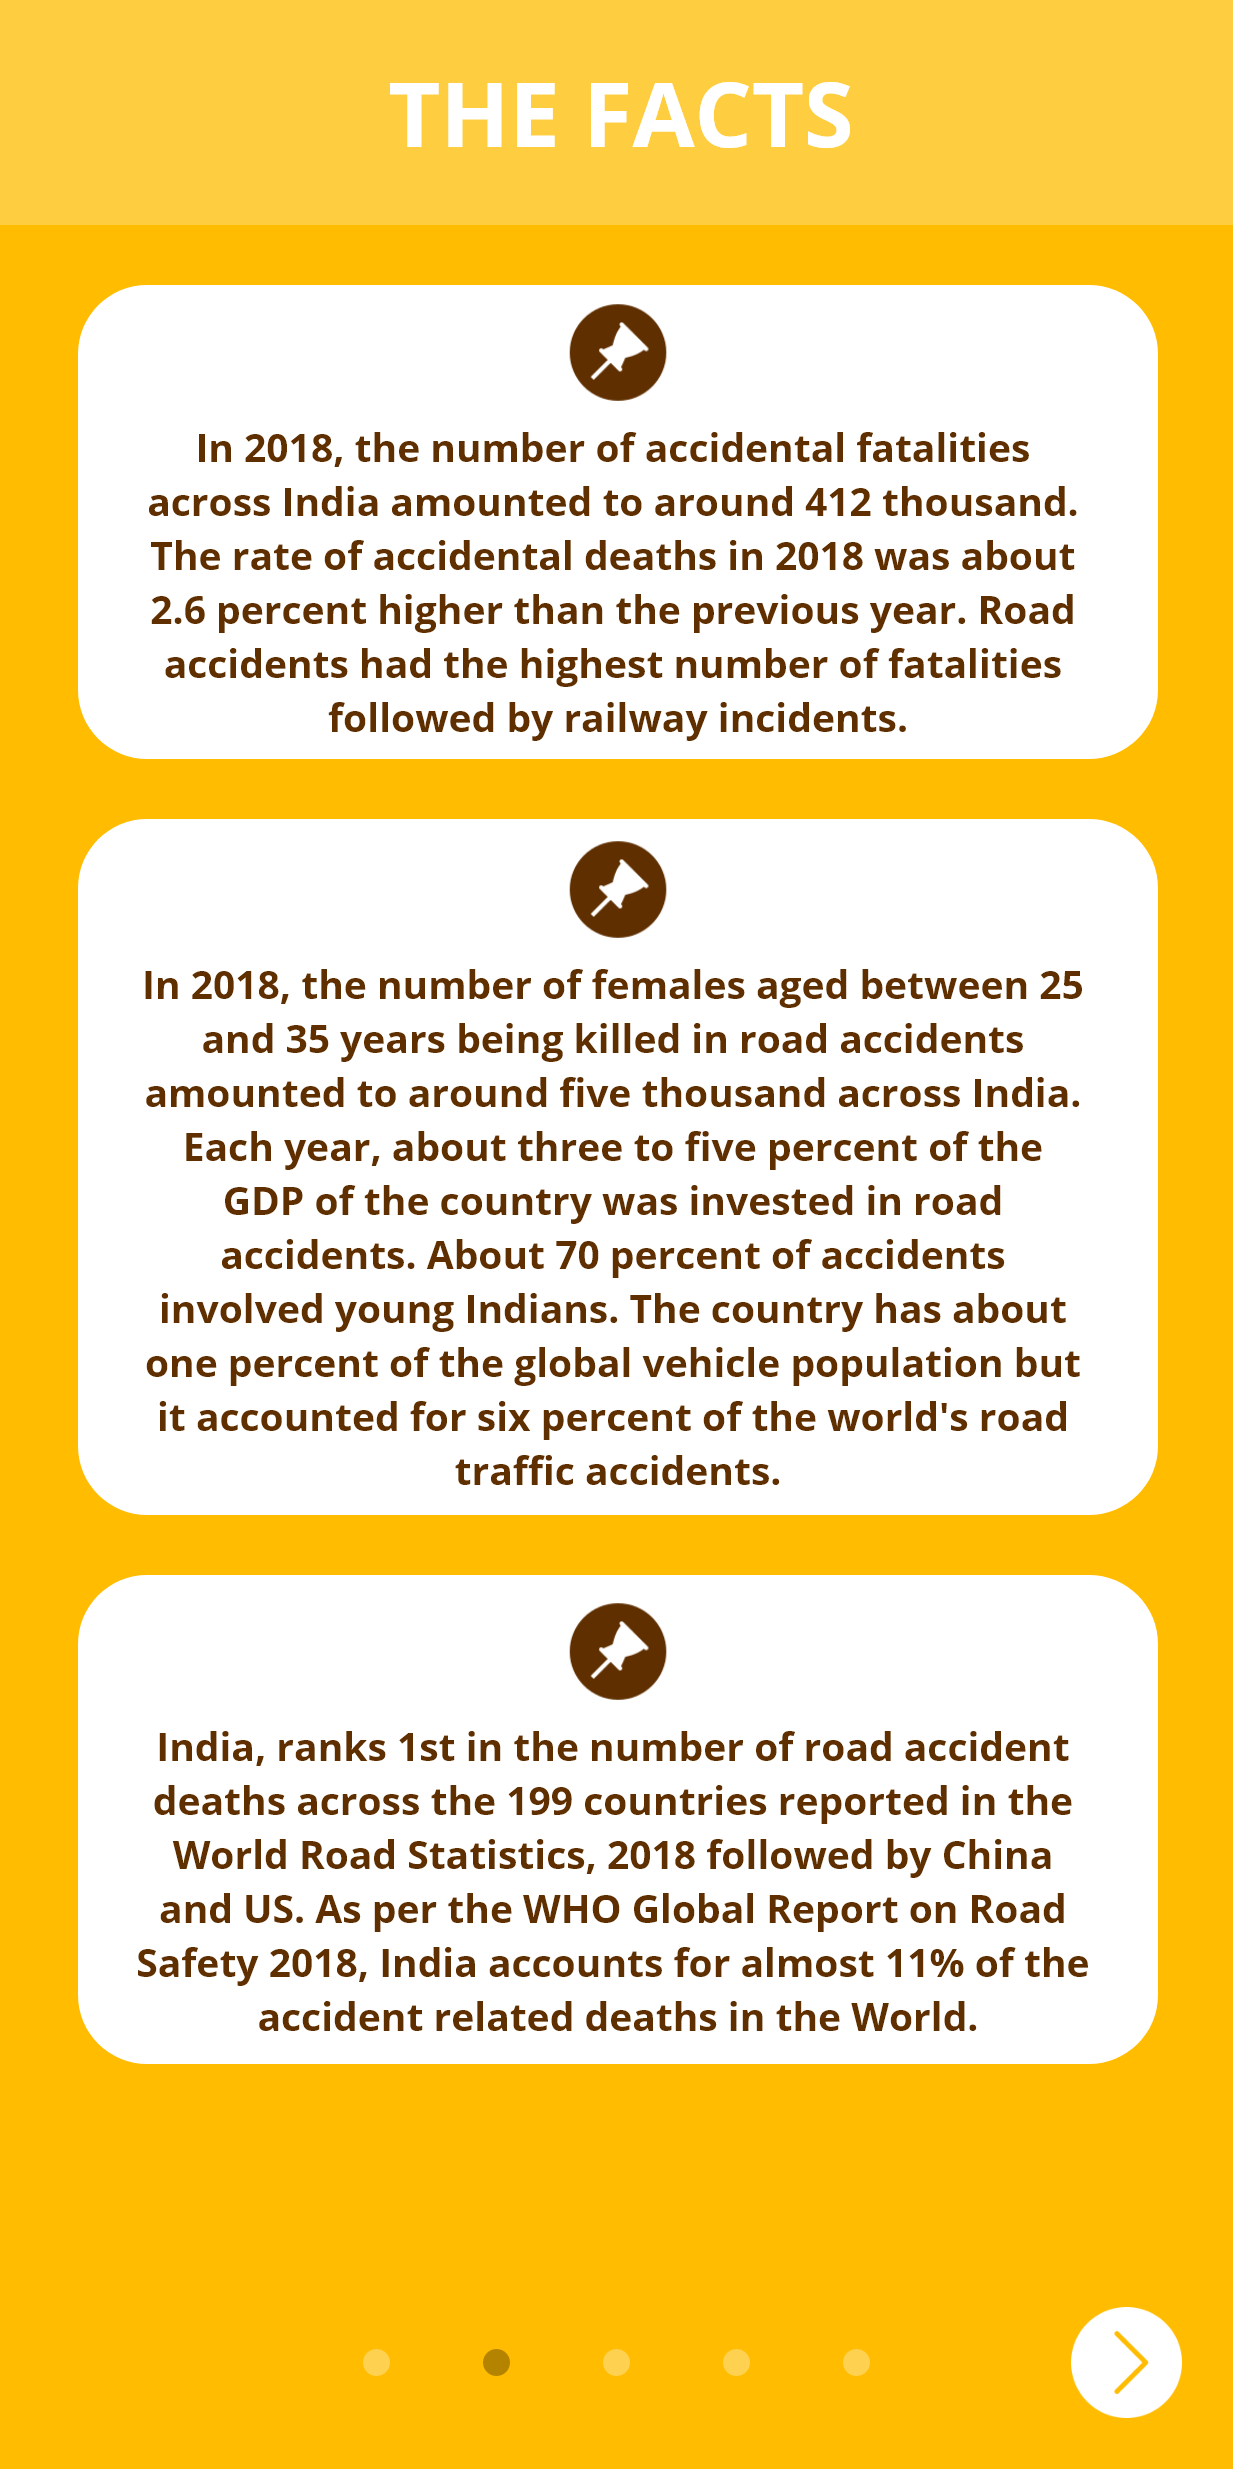 THE FACTS
In 2018, the number of accidental fatalities
across India amounted to around 412 thousand.
The rate of accidental deaths in 2018 was about
2.6 percent higher than the previous year. Road
accidents had the highest number of fatalities
followed by railway incidents.
In 2018, the number of females aged between 25
and 35 years being killed in road accidents
amounted to around five thousand across India.
Each year, about three to five percent of the
GDP of the country was invested in road
accidents. About 70 percent of accidents
involved young Indians. The country has about
one percent of the global vehicle population but
it accounted for six percent of the world's road
traffic accidents.
India, ranks 1st in the number of road accident
deaths across the 199 countries reported in the
World Road Statistics, 2018 followed by China
and US. As per the WHO Global Report on Road
Safety 2018, India accounts for almost 11% of the
accident related deaths in the World.